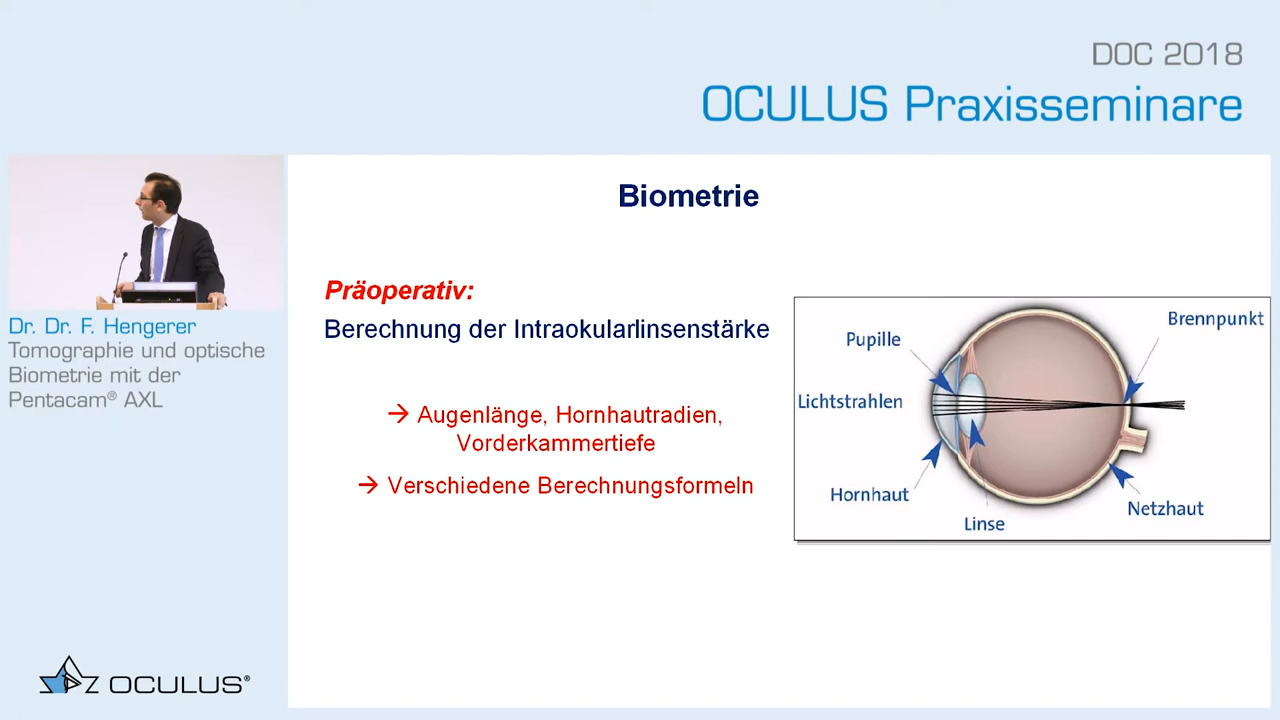 DOC 2018
OCULUS Praxisseminare
Dr. Dr. F. Hengerer
Tomographie und optische
Biometrie mit der
Pentacam® AXL
Biometrie
Präoperativ:
Berechnung der Intraokularlinsenstärke
→ Augenlänge, Hornhautradien,
Vorderkammertiefe
→ Verschiedene Berechnungsformeln
Brennpunkt
Pupille
Lichtstrahlen
Hornhaut
Linse
Netzhaut
OCULUS®